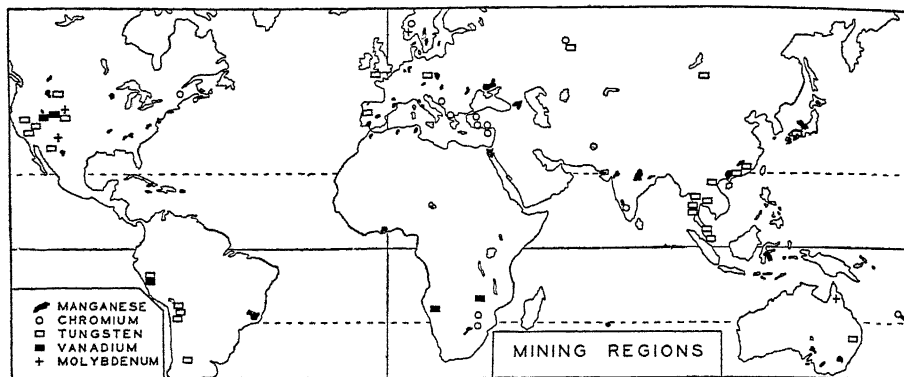 MANGANESE
CHROMIUM
TUNGSTEN
VANADIUM
MOLYBDENUM
MINING REGIONS